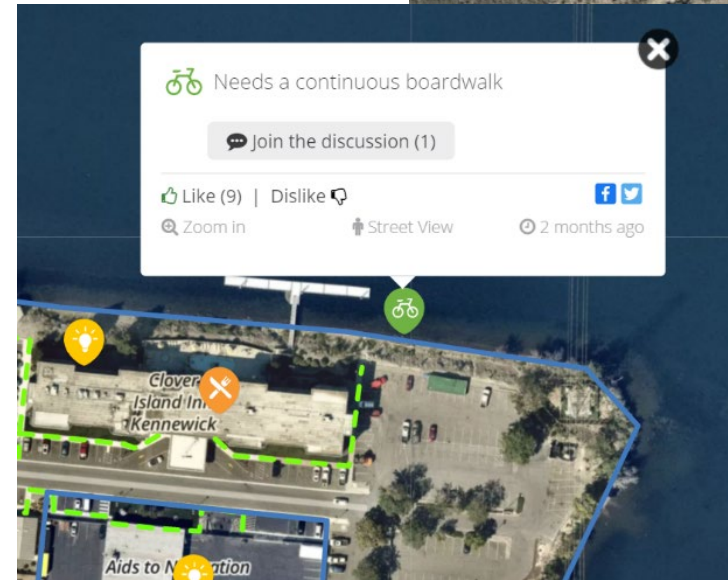 Needs a continuous boardwalk
Join the discussion (1)
Like (9) | Dislike
Zoom in
Street View
2 months ago
Clover
Island Inn
Kennewick
Aids to Navigation